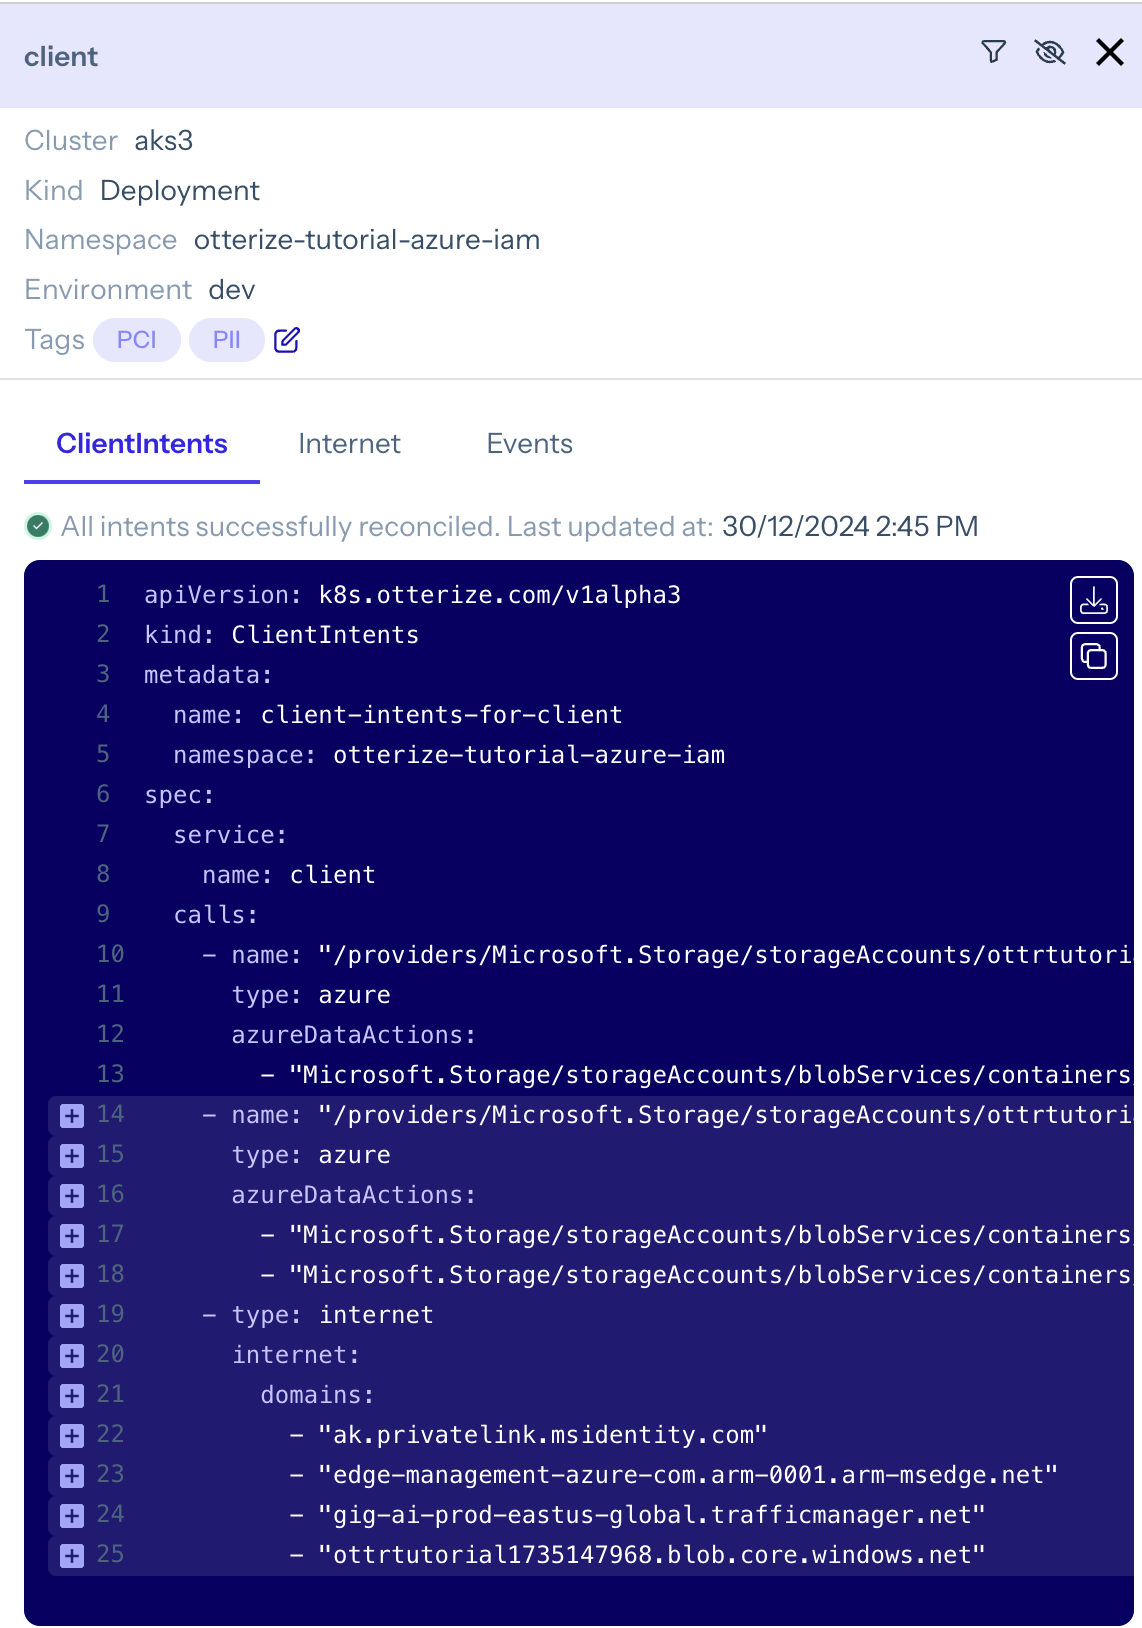 client
Cluster aks3
Kind Deployment
Namespace otterize-tutorial-azure-iam
Environment dev
Tags PCI PII
ClientIntents Internet Events
All intents successfully reconciled. Last updated at: 30/12/2024 2:45 PM
1 apiVersion: k8s.otterize.com/v1alpha3
2 kind: ClientIntents
3 metadata:
4 name: client-intents-for-client
5 namespace: otterize-tutorial-azure-iam
6 spec:
7 service:
8 name: client
9 calls:
10 - name: "/providers/Microsoft.Storage/storageAccounts/ottrtutori
11 type: azure
12 azureDataActions:
13 - "Microsoft.Storage/storageAccounts/blobServices/containers
14 - name: "/providers/Microsoft.Storage/storageAccounts/ottrtutori
15 type: azure
16 azureDataActions:
17 - "Microsoft.Storage/storageAccounts/blobServices/containers
18 - "Microsoft.Storage/storageAccounts/blobServices/containers
19 - type: internet
20 internet:
21 domains:
22 - "ak.privatelink.msidentity.com"
23 - "edge-management-azure-com.arm-0001.arm-msedge.net"
24 - "gig-ai-prod-eastus-global.trafficmanager.net"
25 - "ottrtutorial1735147968.blob.core.windows.net"